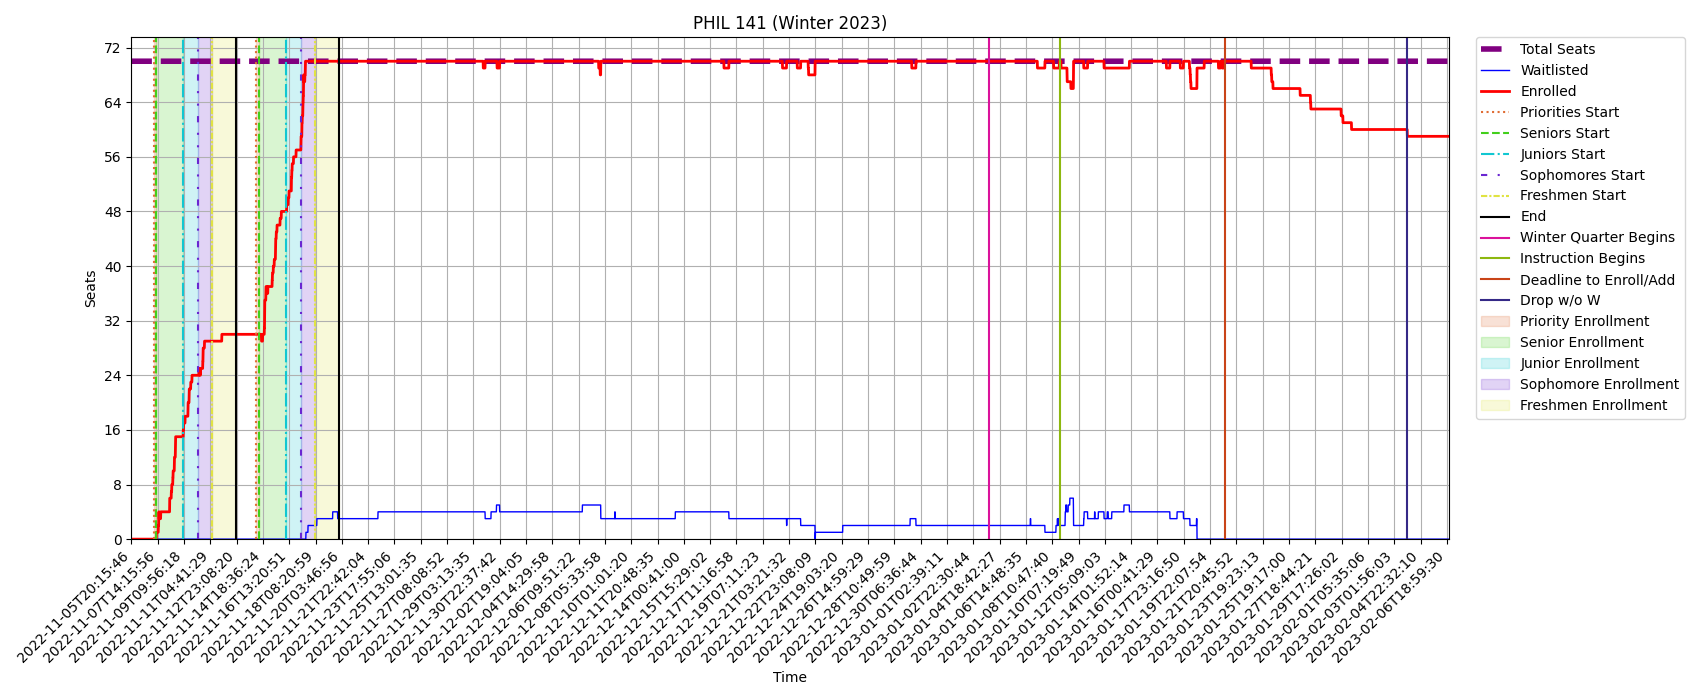 PHIL 141 (Winter 2023)
Seats
72
64
56
48
40
32
24
16
8
0
2022-11-05T20:15:46
2022-11-07T14:15:56
2022-11-09T09:56:18
2022-11-11T04:41:29
2022-11-12T23:08:20
2022-11-14T18:36:24
2022-11-16T13:20:51
2022-11-18T08:20:59
2022-11-20T03:46:56
2022-11-21T22:42:04
2022-11-23T17:55:06
2022-11-25T13:01:35
2022-11-27T08:08:52
2022-11-29T03:13:35
2022-11-30T22:37:42
2022-12-02T19:04:05
2022-12-04T14:29:58
2022-12-06T09:51:22
2022-12-08T05:33:58
2022-12-10T01:01:20
2022-12-11T20:48:35
2022-12-14T00:41:00
2022-12-15T15:29:02
2022-12-17T11:16:59
2022-12-19T07:11:23
2022-12-21T03:21:32
2022-12-22T23:08:09
2022-12-24T19:03:20
2022-12-26T14:59:29
2022-12-28T10:49:59
2022-12-30T06:36:44
2023-01-01T02:39:11
2023-01-02T22:30:44
2023-01-04T18:42:27
2023-01-06T14:48:35
2023-01-08T10:47:40
2023-01-10T07:19:49
2023-01-12T05:09:03
2023-01-14T01:52:14
2023-01-16T00:41:29
2023-01-17T23:16:50
2023-01-19T22:07:54
2023-01-21T20:45:52
2023-01-23T19:23:13
2023-01-25T19:17:00
2023-01-27T18:44:21
2023-01-29T17:26:02
2023-02-01T05:35:06
2023-02-03T01:56:03
2023-02-04T22:32:10
2023-02-06T18:59:30
Time
Total Seats
Waitlisted
Enrolled
Priorities Start
Seniors Start
Juniors Start
Sophomores Start
Freshmen Start
End
Winter Quarter Begins
Instruction Begins
Deadline to Enroll/Add
Drop w/o W
Priority Enrollment
Senior Enrollment
Junior Enrollment
Sophomore Enrollment
Freshmen Enrollment